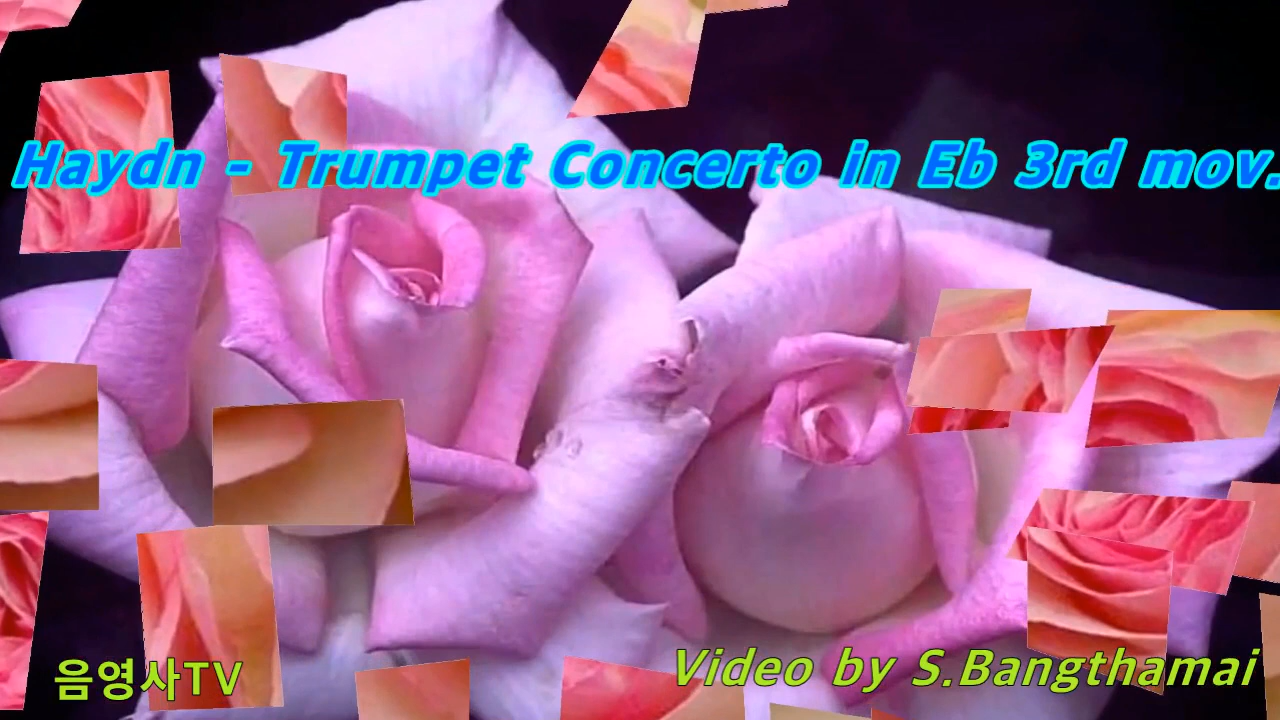 Haydn - Trumpet Concerto in Eb 3rd mov.
음영사TV
Video by S.Bangthamai